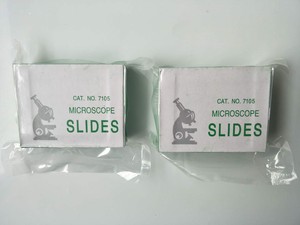 CAT. NO. 7105
MICROSCOPE
SLIDES
CAT. NO. 7105
MICROSCOPE
SLIDES